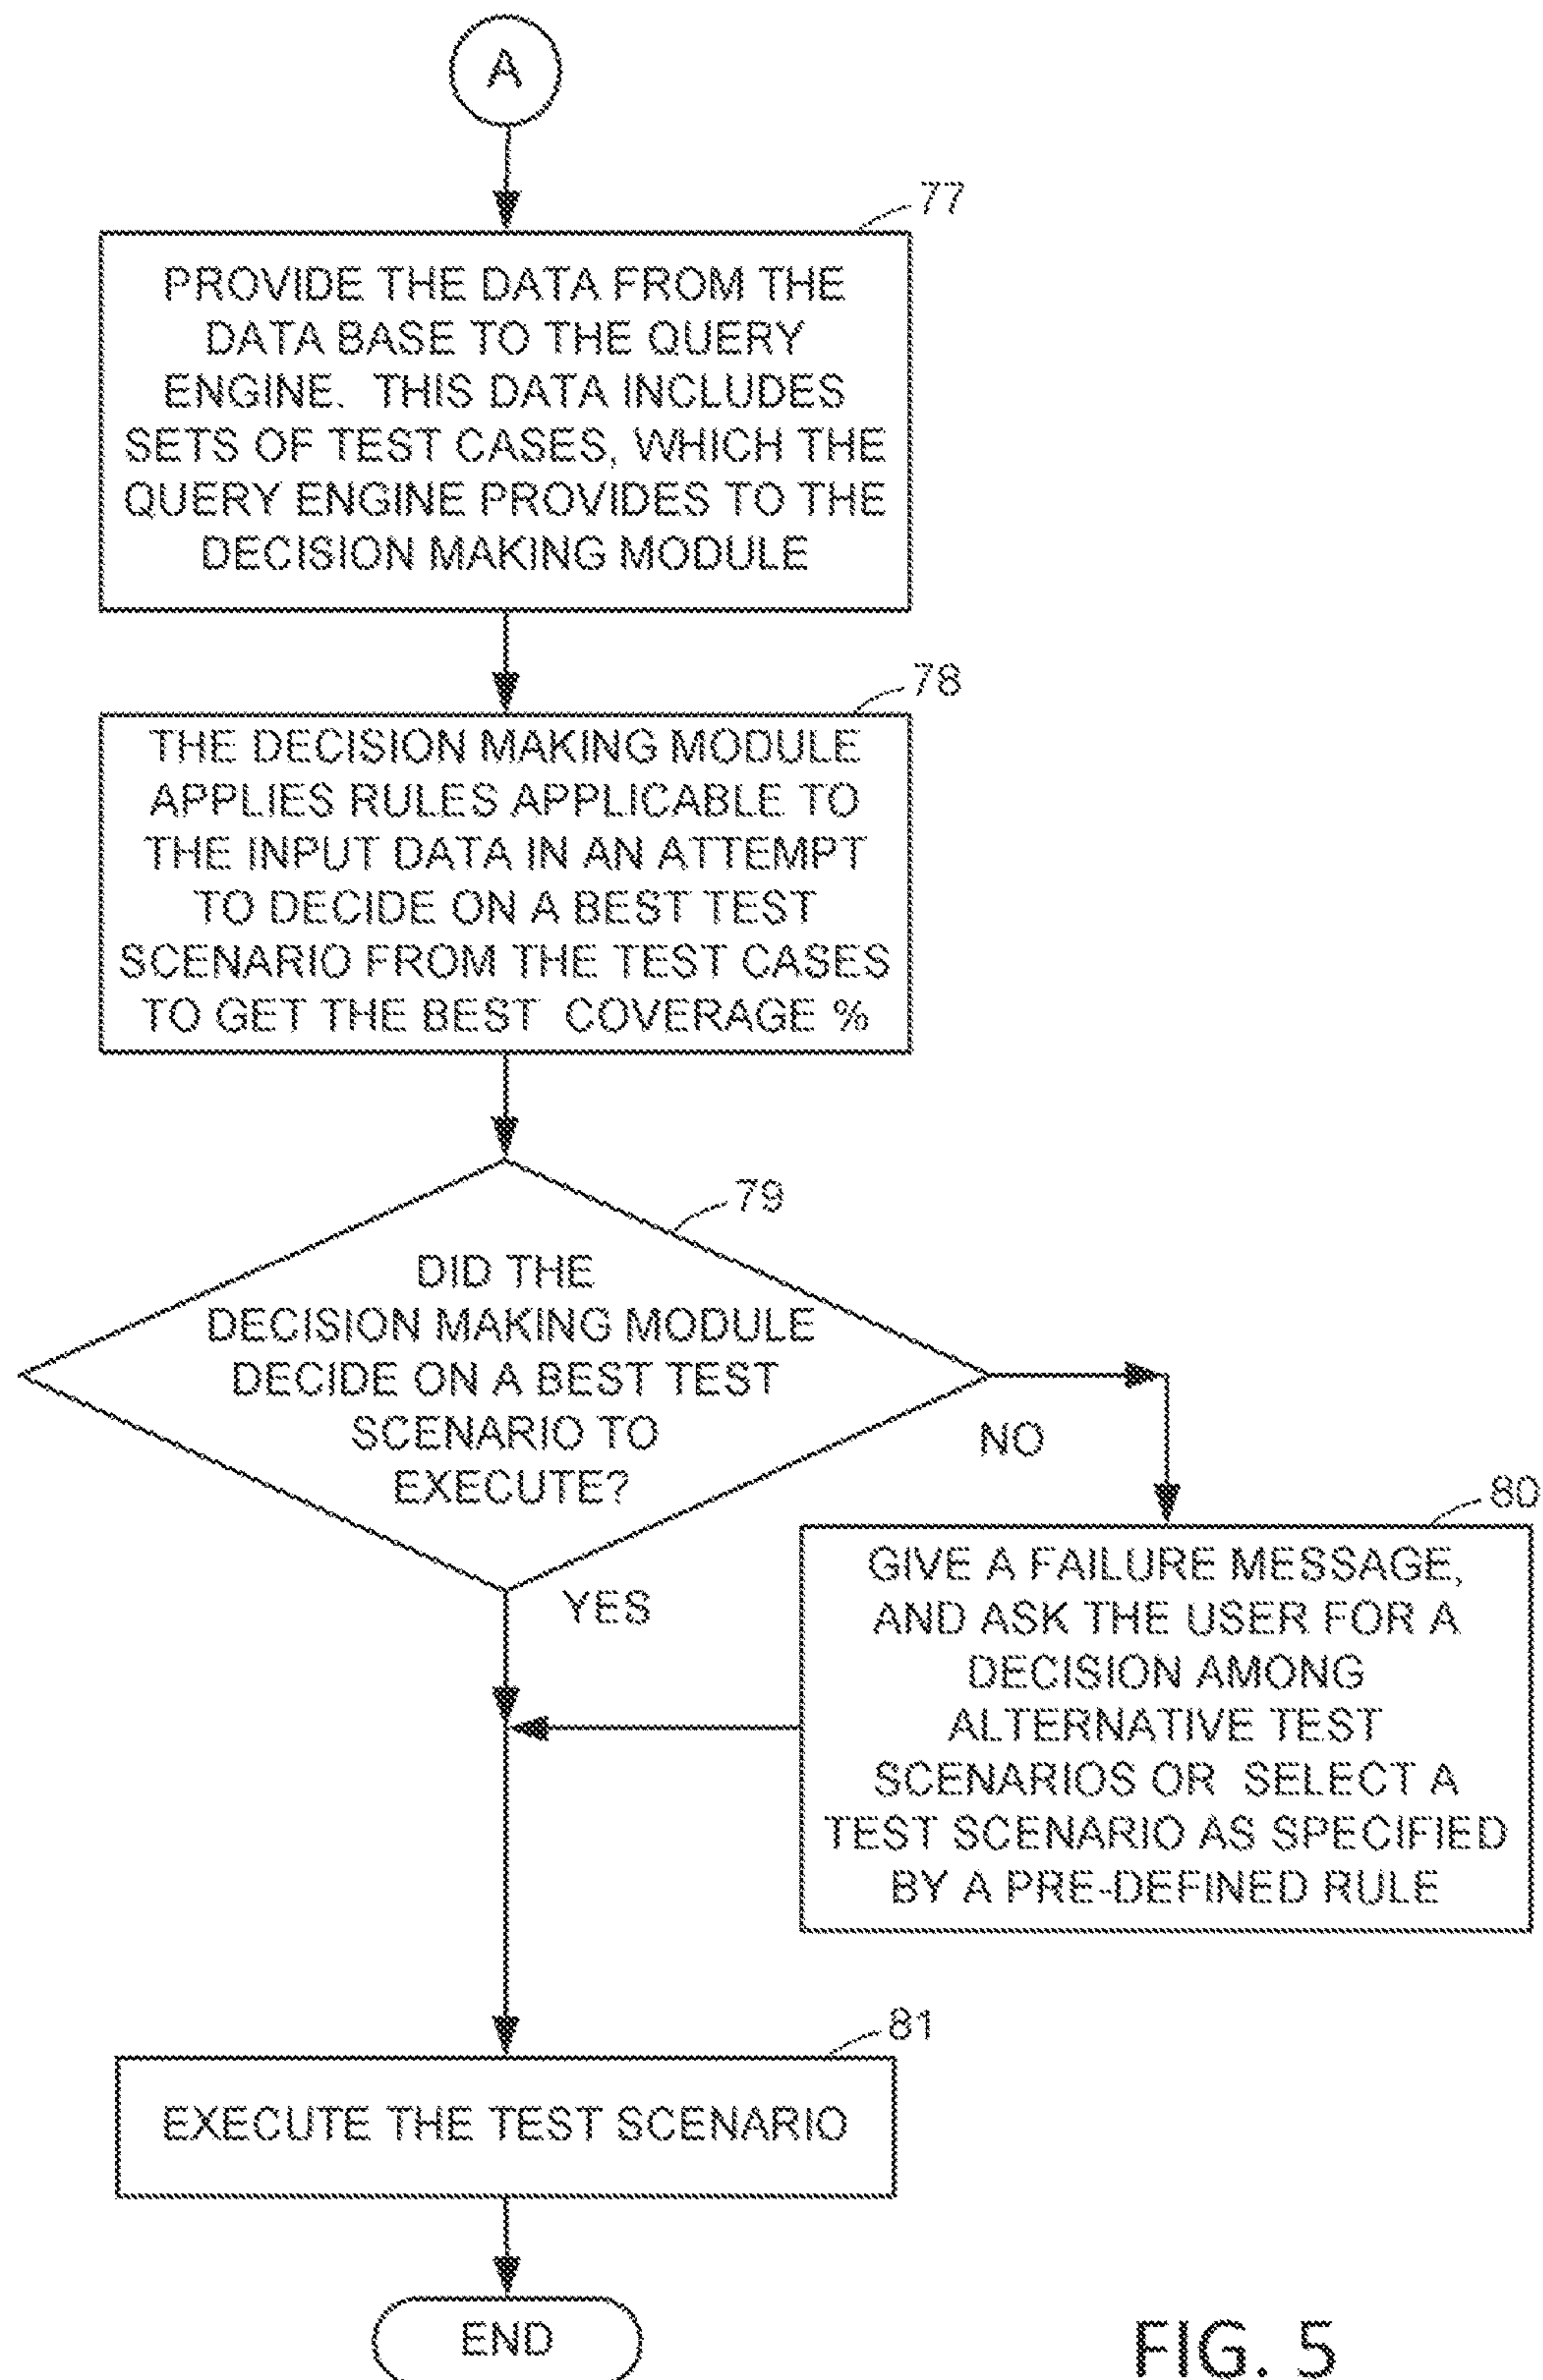 A
77
PROVIDE THE DATA FROM THE
DATA BASE TO THE QUERY
ENGINE. THIS DATA INCLUDES
SETS OF TEST CASES, WHICH THE
QUERY ENGINE PROVIDES TO THE
DECISION MAKING MODULE
78
THE DECISION MAKING MODULE
APPLIES RULES APPLICABLE TO
THE INPUT DATA IN AN ATTEMPT
TO DECIDE ON A BEST TEST
SCENARIO FROM THE TEST CASES
TO GET THE BEST COVERAGE %
79
DID THE
DECISION MAKING MODULE
DECIDE ON A BEST TEST
SCENARIO TO
EXECUTE?
NO
YES
80
GIVE A FAILURE MESSAGE,
AND ASK THE USER FOR A
DECISION AMONG
ALTERNATIVE TEST
SCENARIOS OR SELECT A
TEST SCENARIO AS SPECIFIED
BY A PRE-DEFINED RULE
81
EXECUTE THE TEST SCENARIO
END
FIG. 5